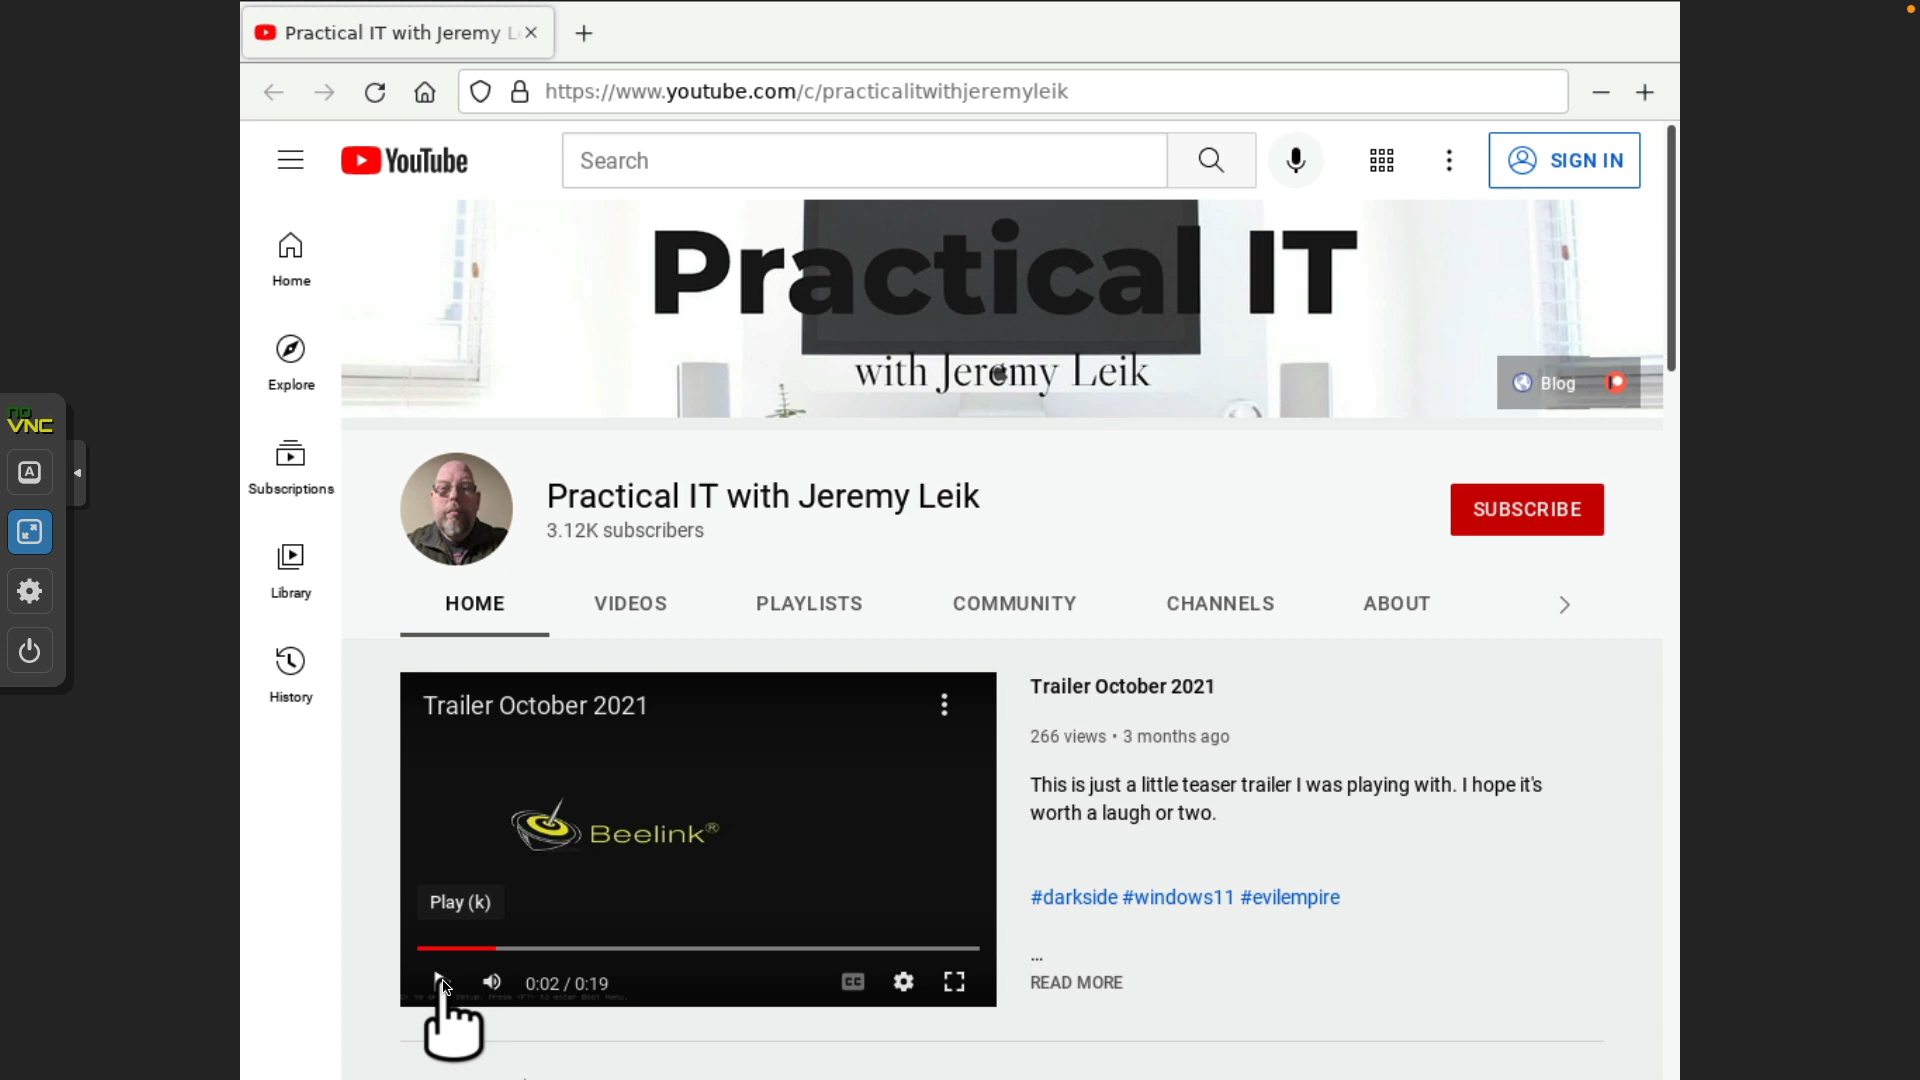 Practical IT with Jeremy L
https://www.youtube.com/c/practicalitwithjeremyleik
YouTube
Search
SIGN IN
Practical IT
with Jeremy Leik
Blog
Home
Explore
Subscriptions
Library
History
no
VNC
A
Practical IT with Jeremy Leik
3.12K subscribers
SUBSCRIBE
HOME
VIDEOS
PLAYLISTS
COMMUNITY
CHANNELS
ABOUT
Trailer October 2021
Beelink®
Play (k)
0:02 / 0:19
CC
Trailer October 2021
266 views • 3 months ago
This is just a little teaser trailer I was playing with. I hope it's
worth a laugh or two.
#darkside #windows11 #evilempire
...
READ MORE